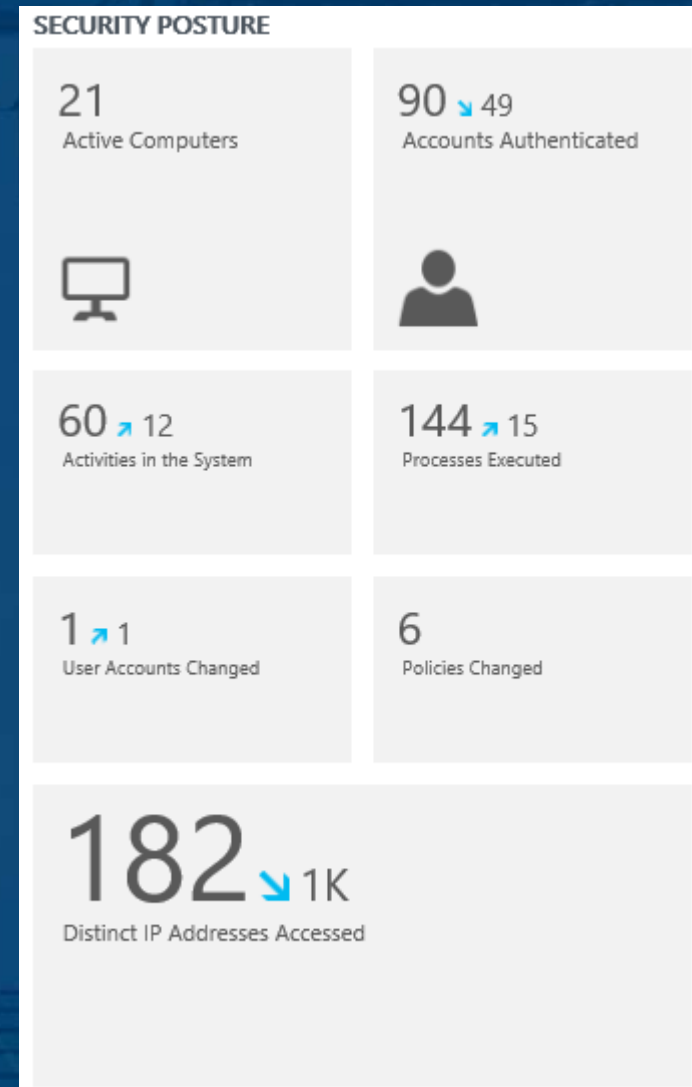 SECURITY POSTURE
21
Active Computers
90 49
Accounts Authenticated
60 12
Activities in the System
144 15
Processes Executed
1 1
User Accounts Changed
6
Policies Changed
182 1K
Distinct IP Addresses Accessed